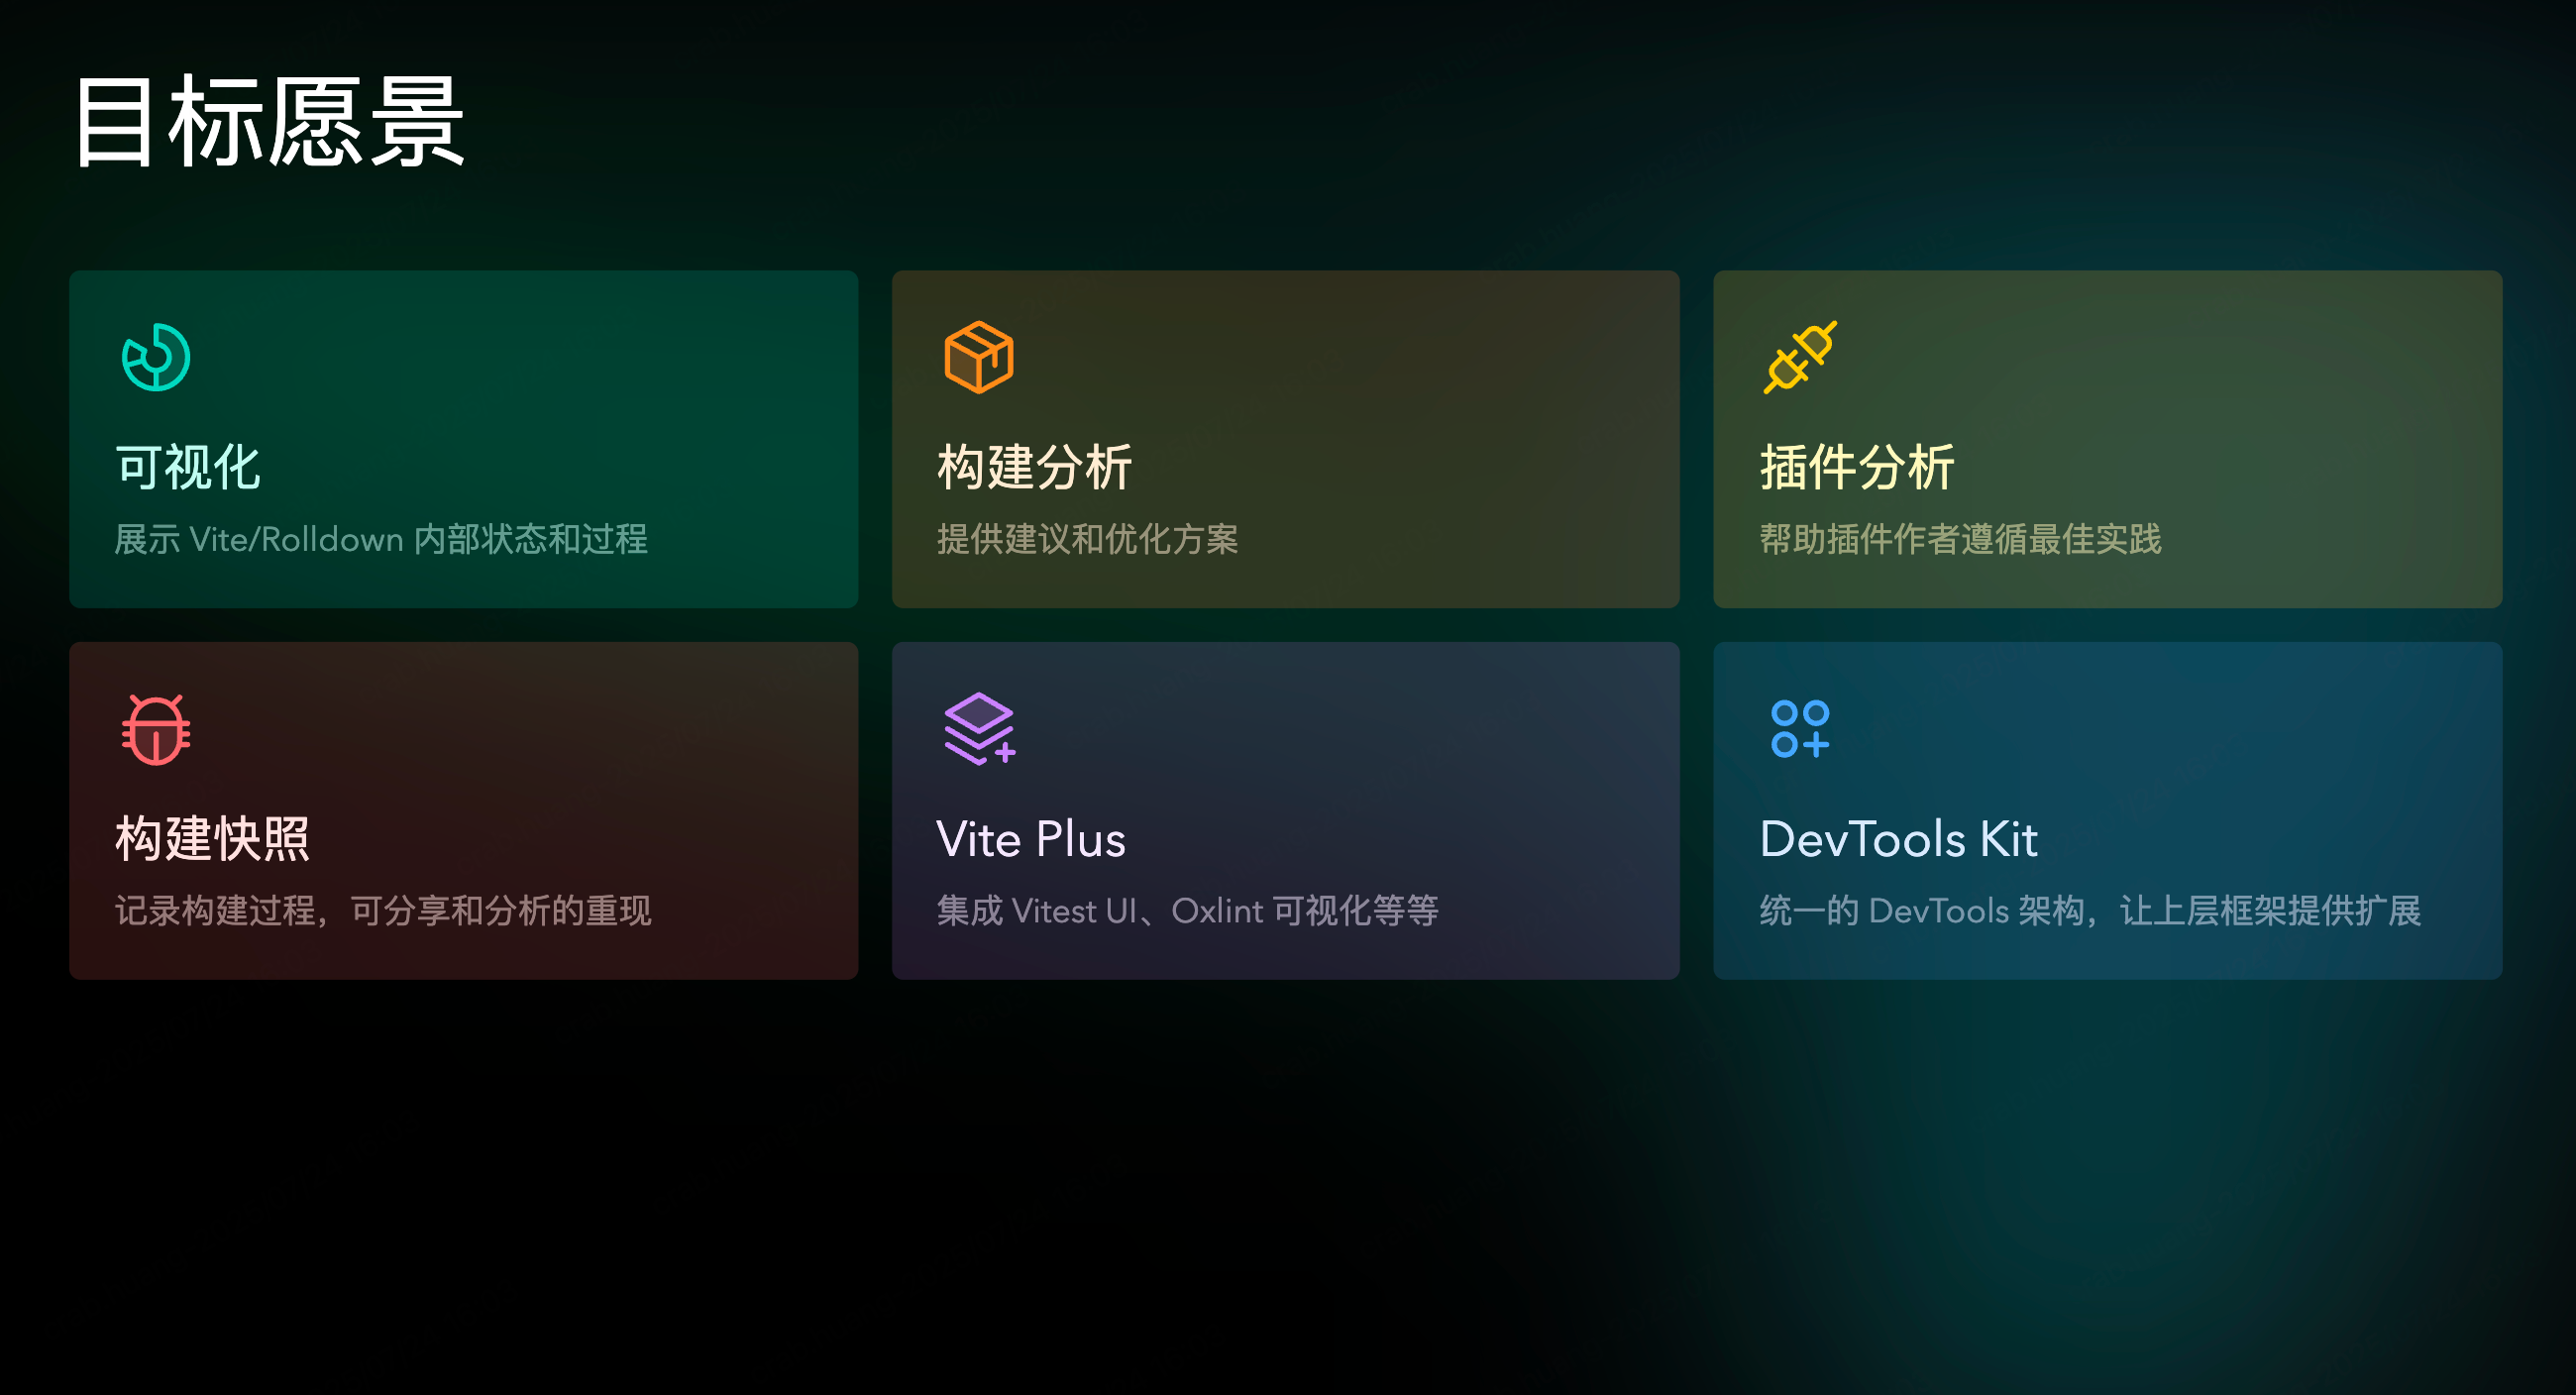 目标愿景
可视化
展示 Vite/Rolldown 内部状态和过程
构建分析
提供建议和优化方案
插件分析
帮助插件作者遵循最佳实践
构建快照
记录构建过程，可分享和分析的重现
Vite Plus
集成 Vitest UI、Oxlint 可视化等等
DevTools Kit
统一的 DevTools 架构，让上层框架提供扩展